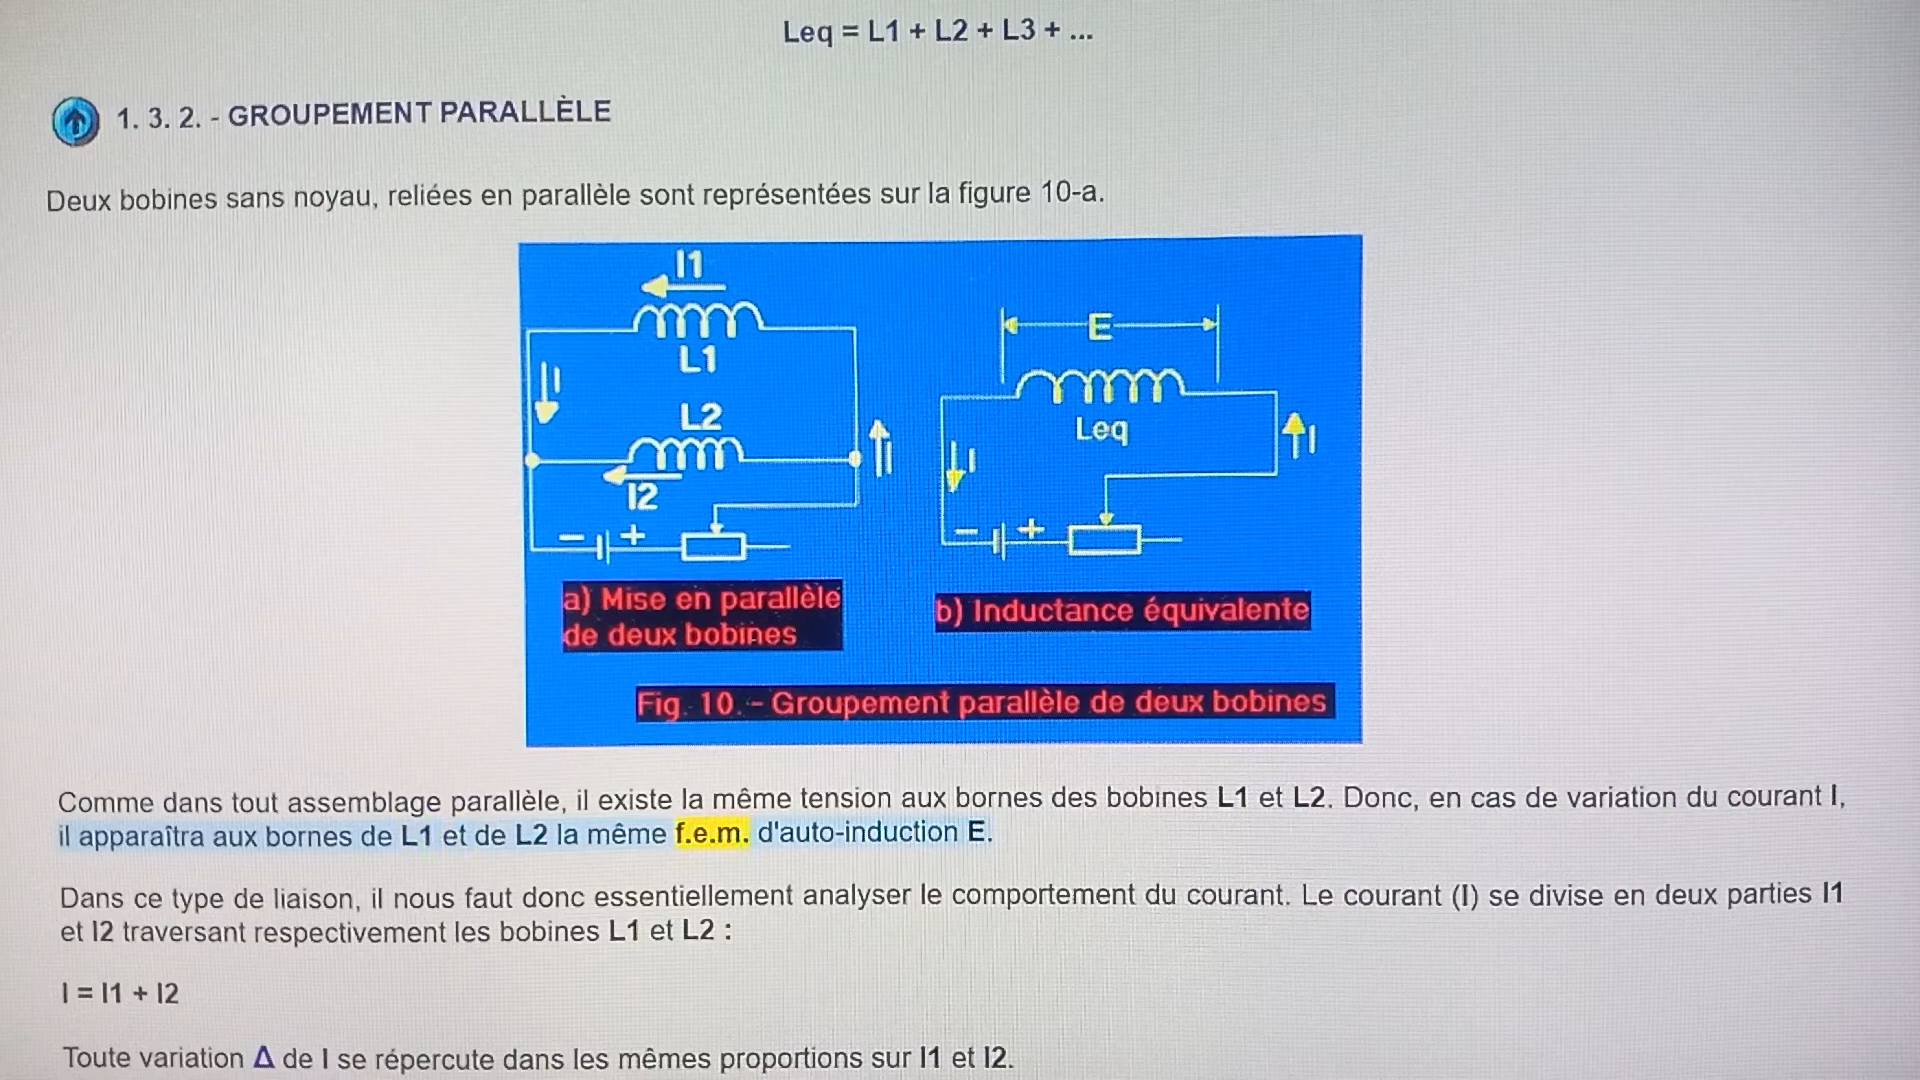 Leq = L1 + L2 + L3 + ...
1. 3. 2. - GROUPEMENT PARALLÈLE
Deux bobines sans noyau, reliées en parallèle sont représentées sur la figure 10-a.
I1
L1
I
L2
I
I2
- +
a) Mise en parallèle
de deux bobines
E
Leq
I
I
- +
b) Inductance équivalente
Fig. 10. - Groupement parallèle de deux bobines
Comme dans tout assemblage parallèle, il existe la même tension aux bornes des bobines L1 et L2. Donc, en cas de variation du courant I,
il apparaîtra aux bornes de L1 et de L2 la même f.e.m. d'auto-induction E.
Dans ce type de liaison, il nous faut donc essentiellement analyser le comportement du courant. Le courant (I) se divise en deux parties I1
et I2 traversant respectivement les bobines L1 et L2 :
I = I1 + I2
Toute variation Δ de I se répercute dans les mêmes proportions sur I1 et I2.